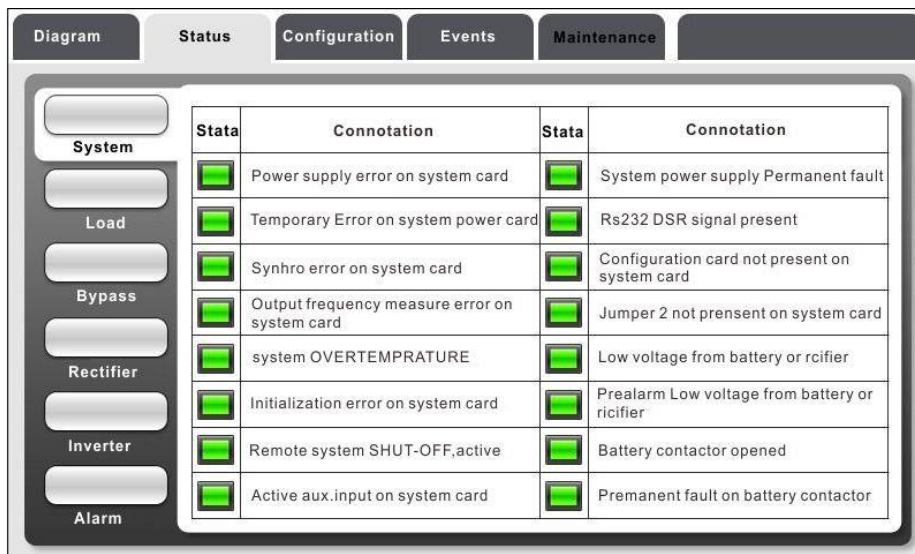 Diagram Status Configuration Events Maintenance
System
Load
Bypass
Rectifier
Inverter
Alarm
Stata Connotation Stata Connotation
Power supply error on system card System power supply Permanent fault
Temporary Error on system power card Rs232 DSR signal present
Synhro error on system card Configuration card not present on
system card
Output frequency measure error on
system card Jumper 2 not prensent on system card
system OVERTEMPRATURE Low voltage from battery or rcifier
Initialization error on system card Prealarm Low voltage from battery or
ricifier
Remote system SHUT-OFF,active Battery contactor opened
Active aux.input on system card Premanent fault on battery contactor